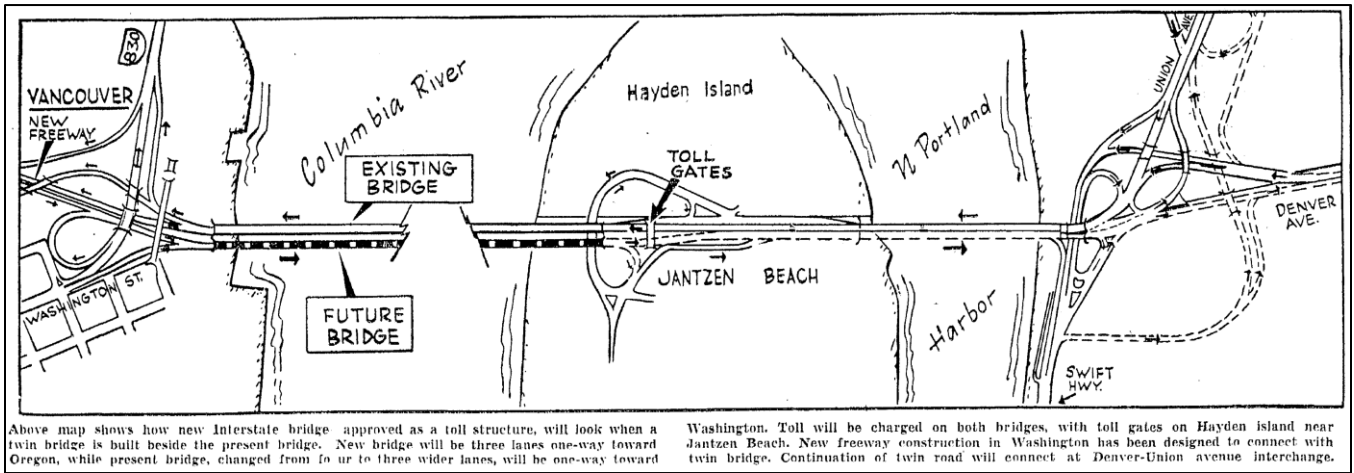 830
VANCOUVER
NEW
FREEWAY
Columbia River
EXISTING
BRIDGE
FUTURE
BRIDGE
WASHINGTON ST.
Hayden Island
TOLL
GATES
JANTZEN BEACH
N Portland
Harbor
UNION
AVE.
DENVER
AVE.
SWIFT
HWY.
Above map shows how new Interstate bridge approved as a toll structure, will look when a
twin bridge is built beside the present bridge. New bridge will be three lanes one-way toward
Oregon, while present bridge, changed from fo ur to three wider lanes, will be one-way toward
Washington. Toll will be charged on both bridges, with toll gates on Hayden island near
Jantzen Beach. New freeway construction in Washington has been designed to connect with
twin bridge. Continuation of twin road will connect at Denver-Union avenue interchange.